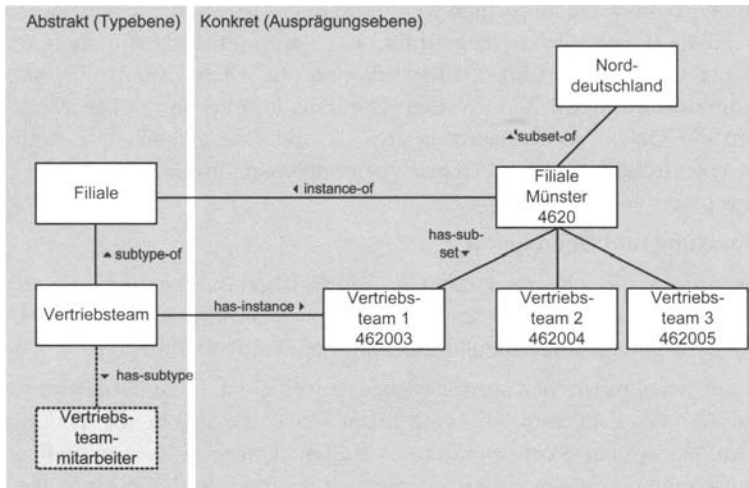 Abstrakt (Typebene)
Konkret (Ausprägungsebene)
Nord-
deutschland
subset-of
Filiale
instance-of
Filiale
Münster
4620
has-sub-
set
subtype-of
Vertriebsteam
has-instance
Vertriebs-
team 1
462003
Vertriebs-
team 2
462004
Vertriebs-
team 3
462005
has-subtype
Vertriebs-
team-
mitarbeiter